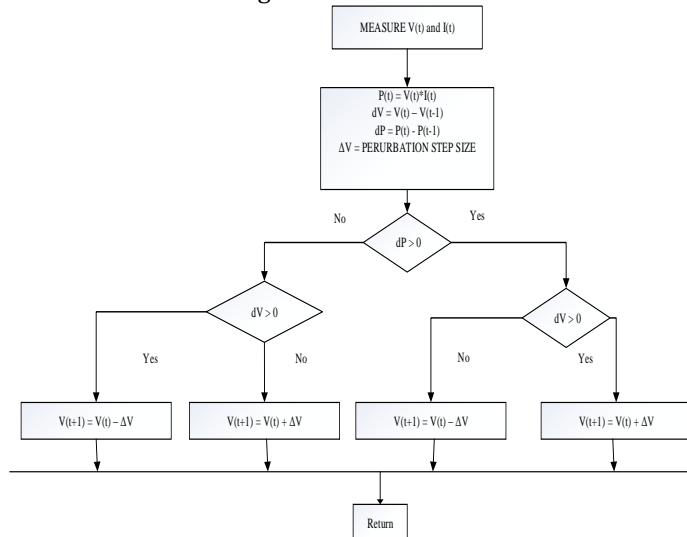 MEASURE V(t) and I(t)
P(t) = V(t)*I(t)
dV = V(t) – V(t-1)
dP = P(t) - P(t-1)
ΔV = PERURBATION STEP SIZE
No
Yes
dP > 0
dV > 0
dV > 0
Yes
No
No
Yes
V(t+1) = V(t) – ΔV
V(t+1) = V(t) + ΔV
V(t+1) = V(t) - ΔV
V(t+1) = V(t) + ΔV
Return